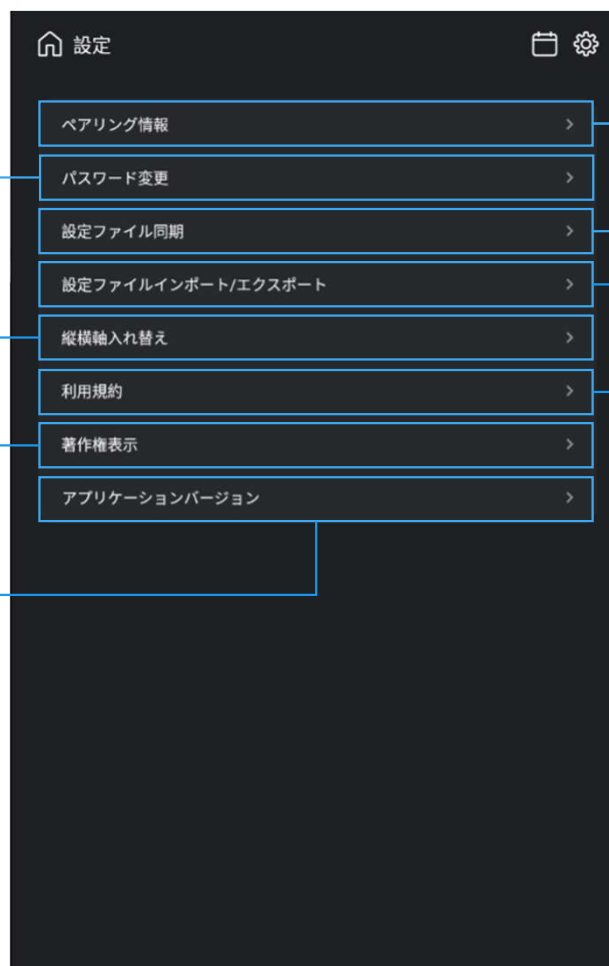 設定
ペアリング情報
パスワード変更
設定ファイル同期
設定ファイルインポート/エクスポート
縦横軸入れ替え
利用規約
著作権表示
アプリケーションバージョン